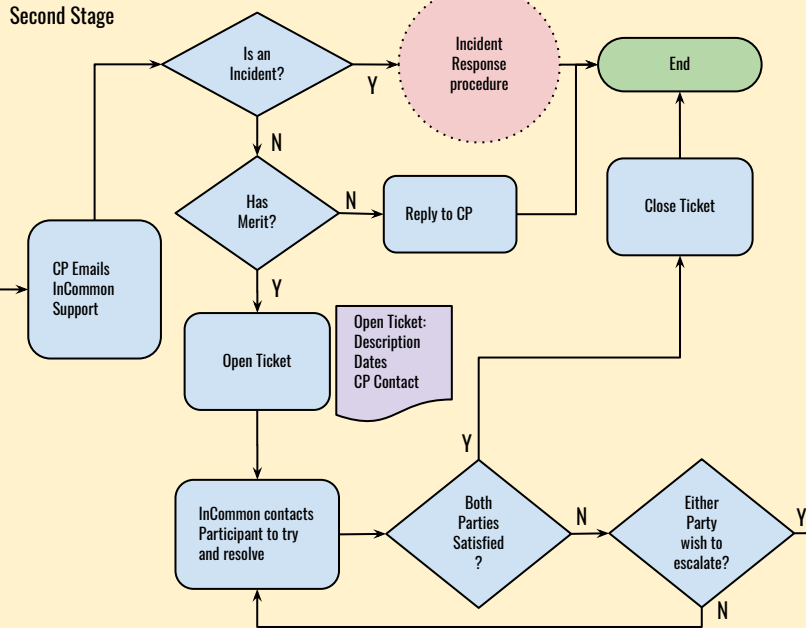 Second Stage
Is an
Incident?
Y
Incident
Response
procedure
End
N
Has
Merit?
N
Reply to CP
Close Ticket
CP Emails
InCommon
Support
Y
Open Ticket
Open Ticket:
Description
Dates
CP Contact
Y
InCommon contacts
Participant to try
and resolve
Both
Parties
Satisfied
?
N
Either
Party
wish to
escalate?
Y
N